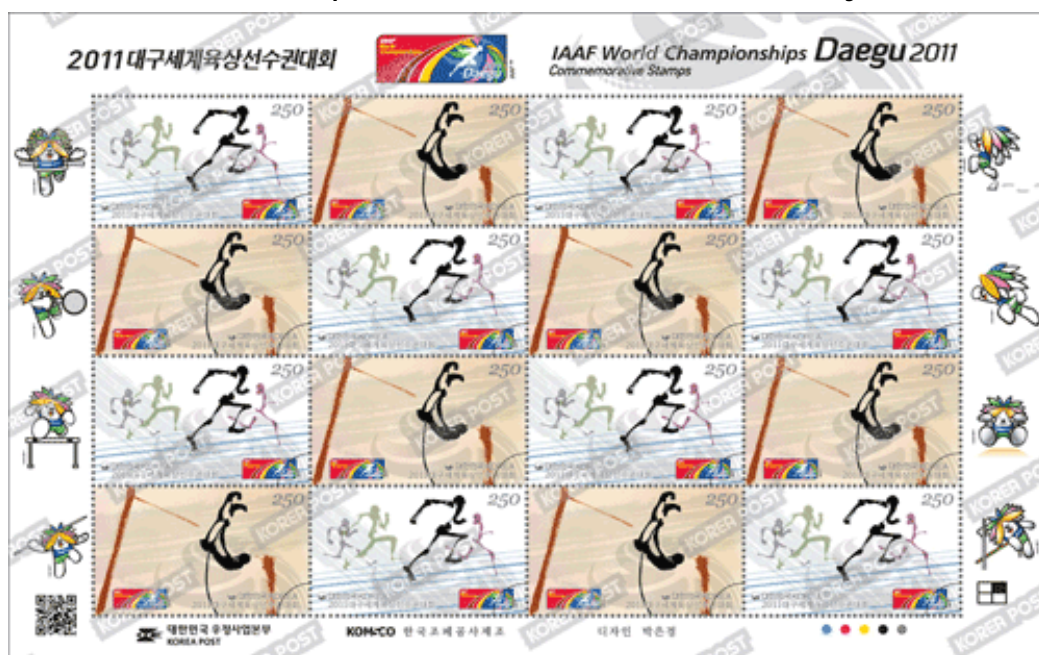 2011 대구세계육상선수권대회
Daegu
IAAF World Championships Daegu 2011
Commemorative Stamps
250 250 250 250
250 250 250 250
250 250 250 250
250 250 250 250
대한민국 우정사업본부
KOREA POST
KOMSCO 한국조폐공사제조
디자인 박은경
KOREA POST